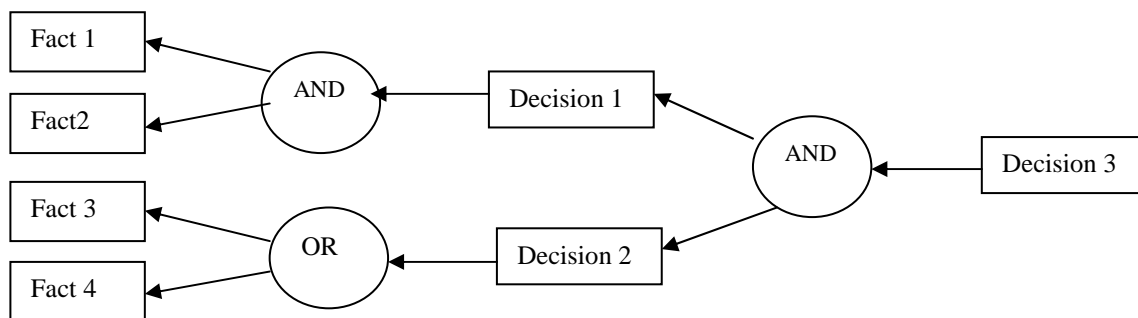 Fact 1
AND
Decision 1
Fact2
AND
Decision 3
Fact 3
OR
Decision 2
Fact 4